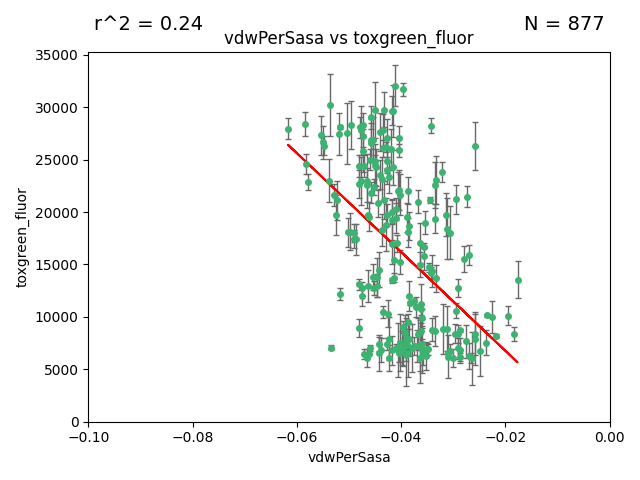 r^2 = 0.24
N = 877
vdwPerSasa vs toxgreen_fluor
35000
30000
25000
20000
15000
10000
5000
0
toxgreen_fluor
−0.10
−0.08
−0.06
−0.04
−0.02
0.00
vdwPerSasa